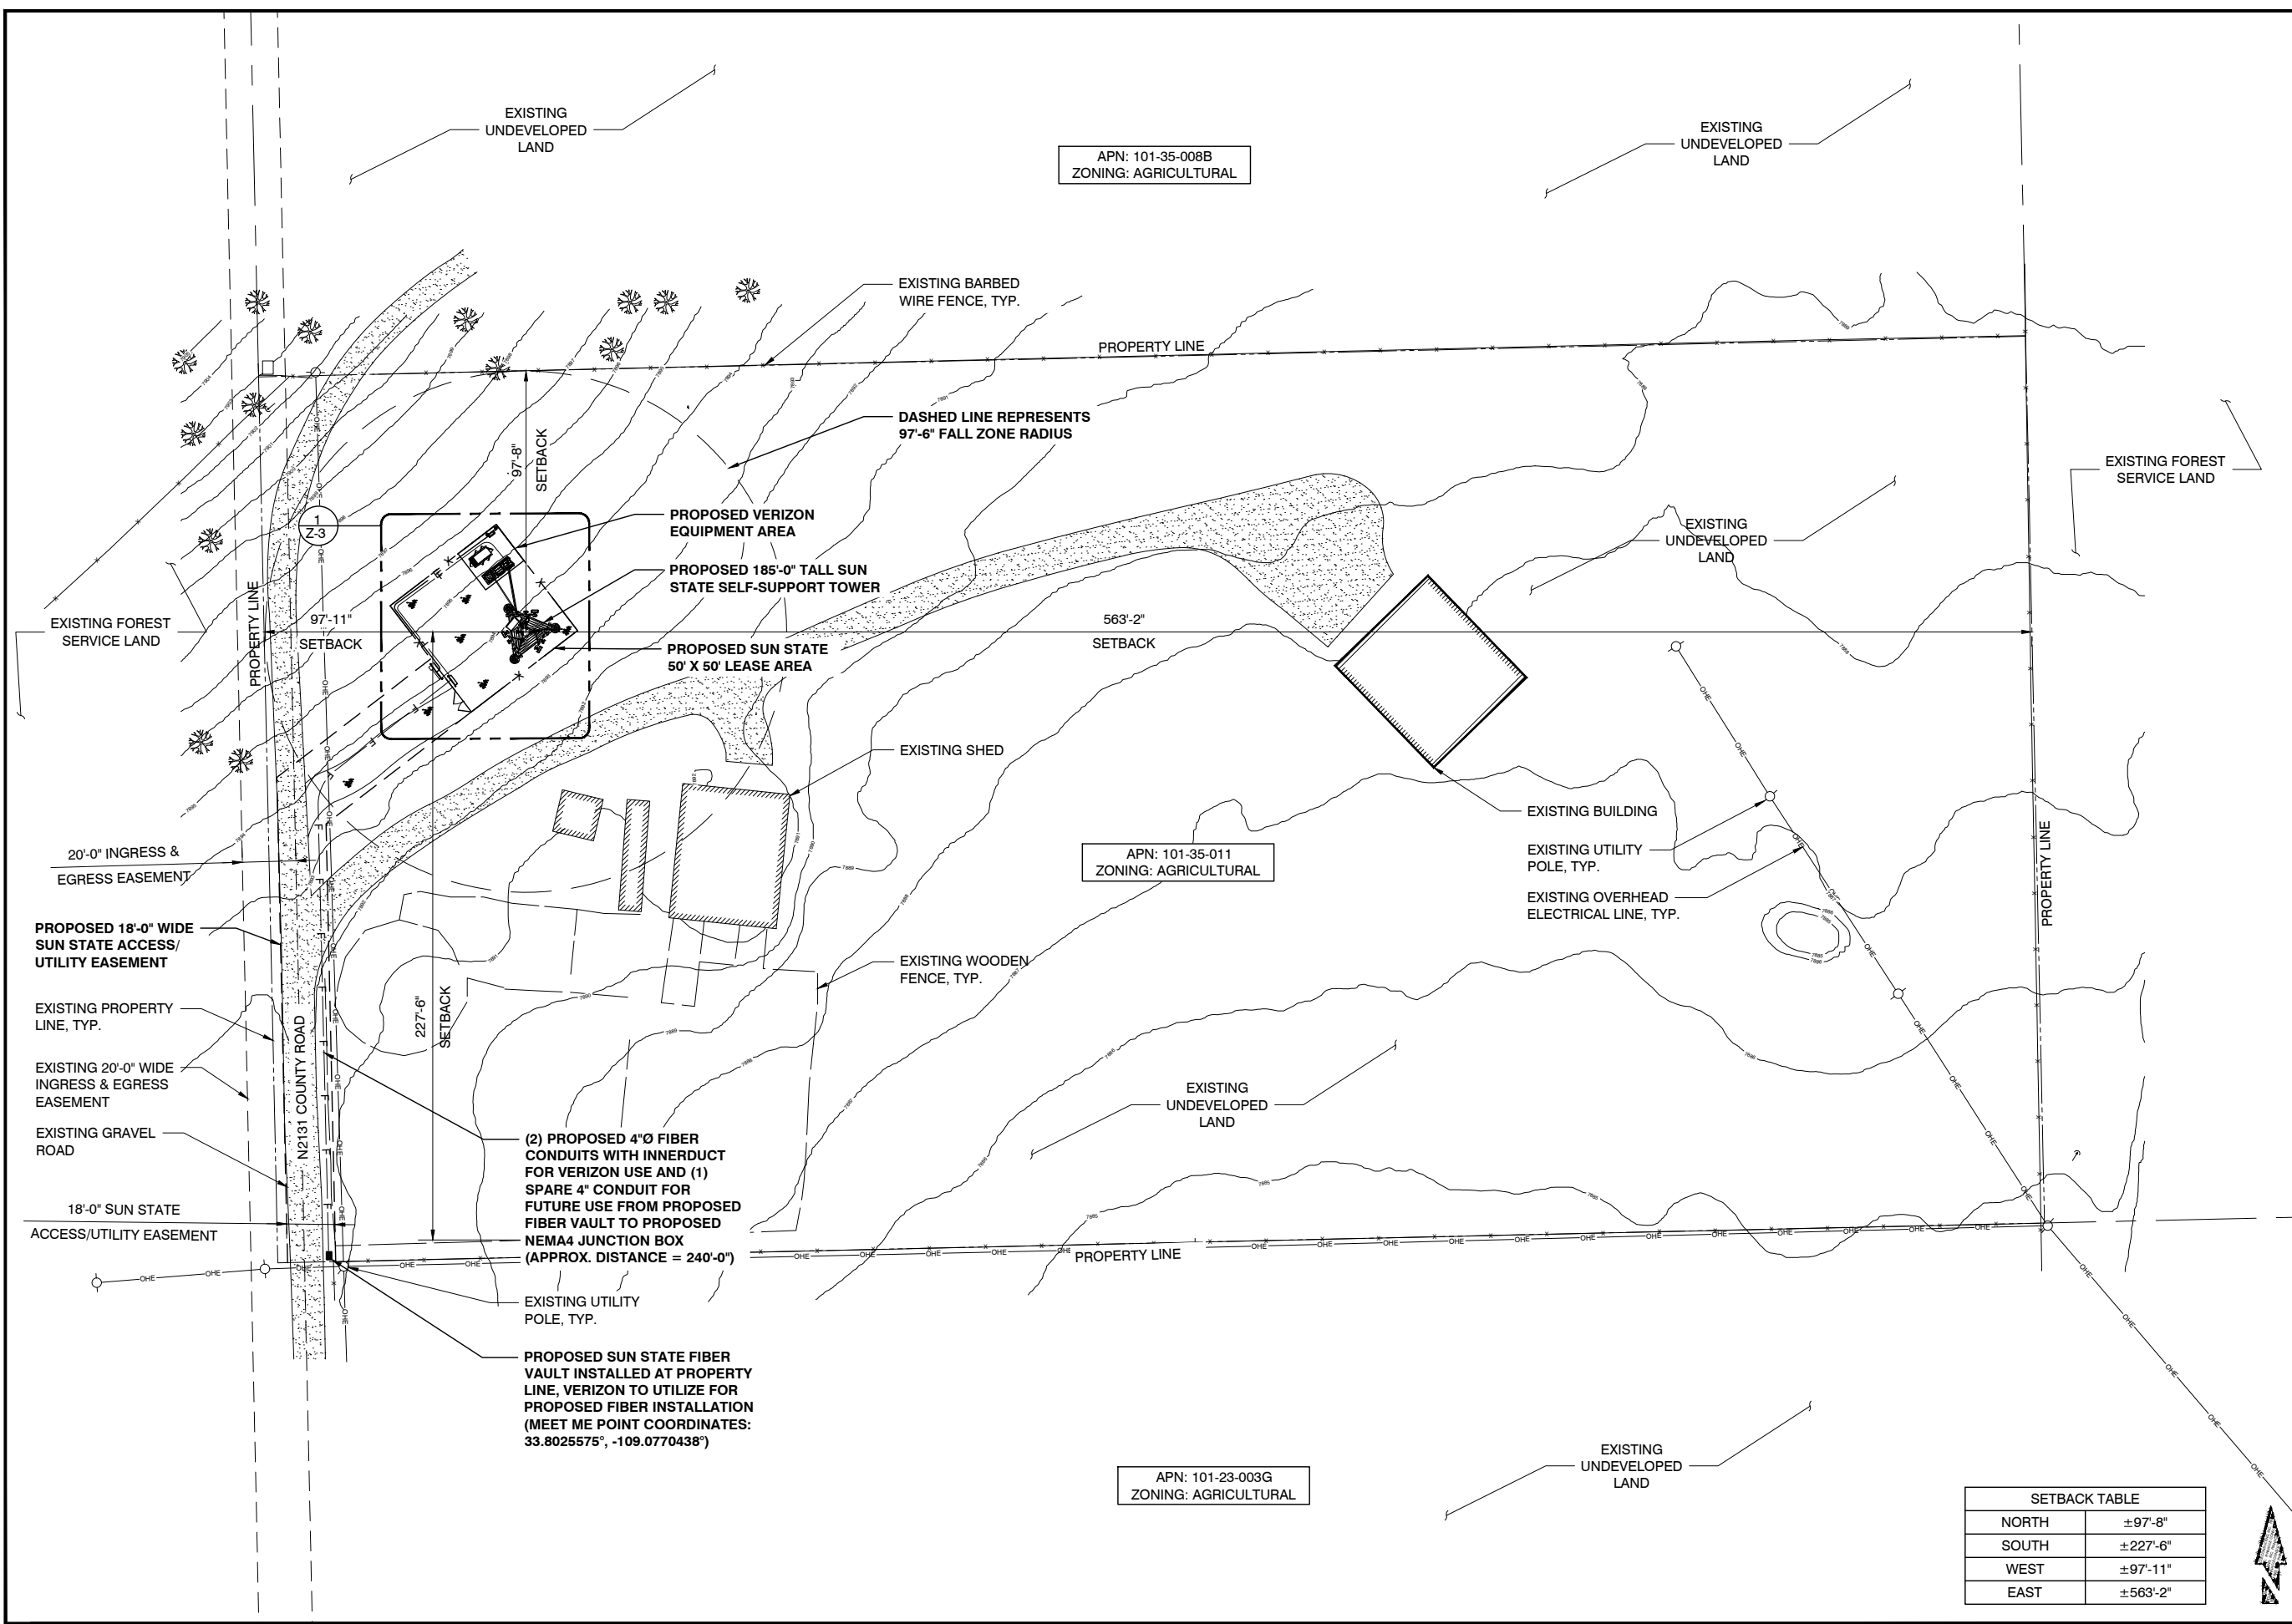 EXISTING
UNDEVELOPED
LAND
APN: 101-35-008B
ZONING: AGRICULTURAL
EXISTING
UNDEVELOPED
LAND
EXISTING BARBED
WIRE FENCE, TYP.
PROPERTY LINE
DASHED LINE REPRESENTS
97'-6" FALL ZONE RADIUS
97'-8"
SETBACK
EXISTING FOREST
SERVICE LAND
PROPOSED VERIZON
EQUIPMENT AREA
1
Z-3
EXISTING
UNDEVELOPED
LAND
PROPOSED 185'-0" TALL SUN
STATE SELF-SUPPORT TOWER
EXISTING FOREST
SERVICE LAND
PROPERTY LINE
97'-11"
SETBACK
563'-2"
SETBACK
PROPOSED SUN STATE
50' X 50' LEASE AREA
EXISTING SHED
EXISTING BUILDING
20'-0" INGRESS &
EGRESS EASEMENT
APN: 101-35-011
ZONING: AGRICULTURAL
EXISTING UTILITY
POLE, TYP.
PROPERTY LINE
EXISTING OVERHEAD
ELECTRICAL LINE, TYP.
PROPOSED 18'-0" WIDE
SUN STATE ACCESS/
UTILITY EASEMENT
EXISTING WOODEN
FENCE, TYP.
227'-6"
SETBACK
EXISTING PROPERTY
LINE, TYP.
N2131 COUNTY ROAD
EXISTING 20'-0" WIDE
INGRESS & EGRESS
EASEMENT
EXISTING
UNDEVELOPED
LAND
EXISTING GRAVEL
ROAD
(2) PROPOSED 4"Ø FIBER
CONDUITS WITH INNERDUCT
FOR VERIZON USE AND (1)
SPARE 4" CONDUIT FOR
FUTURE USE FROM PROPOSED
FIBER VAULT TO PROPOSED
NEMA4 JUNCTION BOX
(APPROX. DISTANCE = 240'-0")
18'-0" SUN STATE
ACCESS/UTILITY EASEMENT
PROPERTY LINE
EXISTING UTILITY
POLE, TYP.
PROPOSED SUN STATE FIBER
VAULT INSTALLED AT PROPERTY
LINE, VERIZON TO UTILIZE FOR
PROPOSED FIBER INSTALLATION
(MEET ME POINT COORDINATES:
33.8025575°, -109.0770438°)
EXISTING
UNDEVELOPED
LAND
APN: 101-23-003G
ZONING: AGRICULTURAL
SETBACK TABLE
NORTH ±97'-8"
SOUTH ±227'-6"
WEST ±97'-11"
EAST ±563'-2"
N